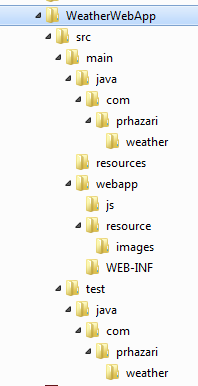 WeatherWebApp
src
main
java
com
prhazari
weather
resources
webapp
js
resource
images
WEB-INF
test
java
com
prhazari
weather